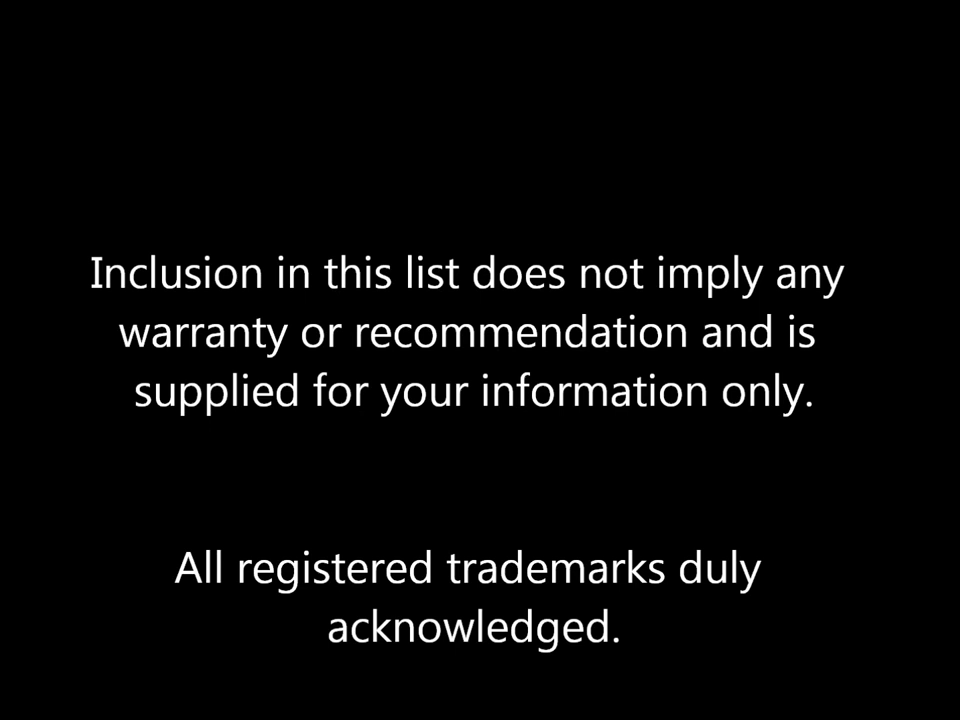 Inclusion in this list does not imply any
warranty or recommendation and is
supplied for your information only.
All registered trademarks duly
acknowledged.